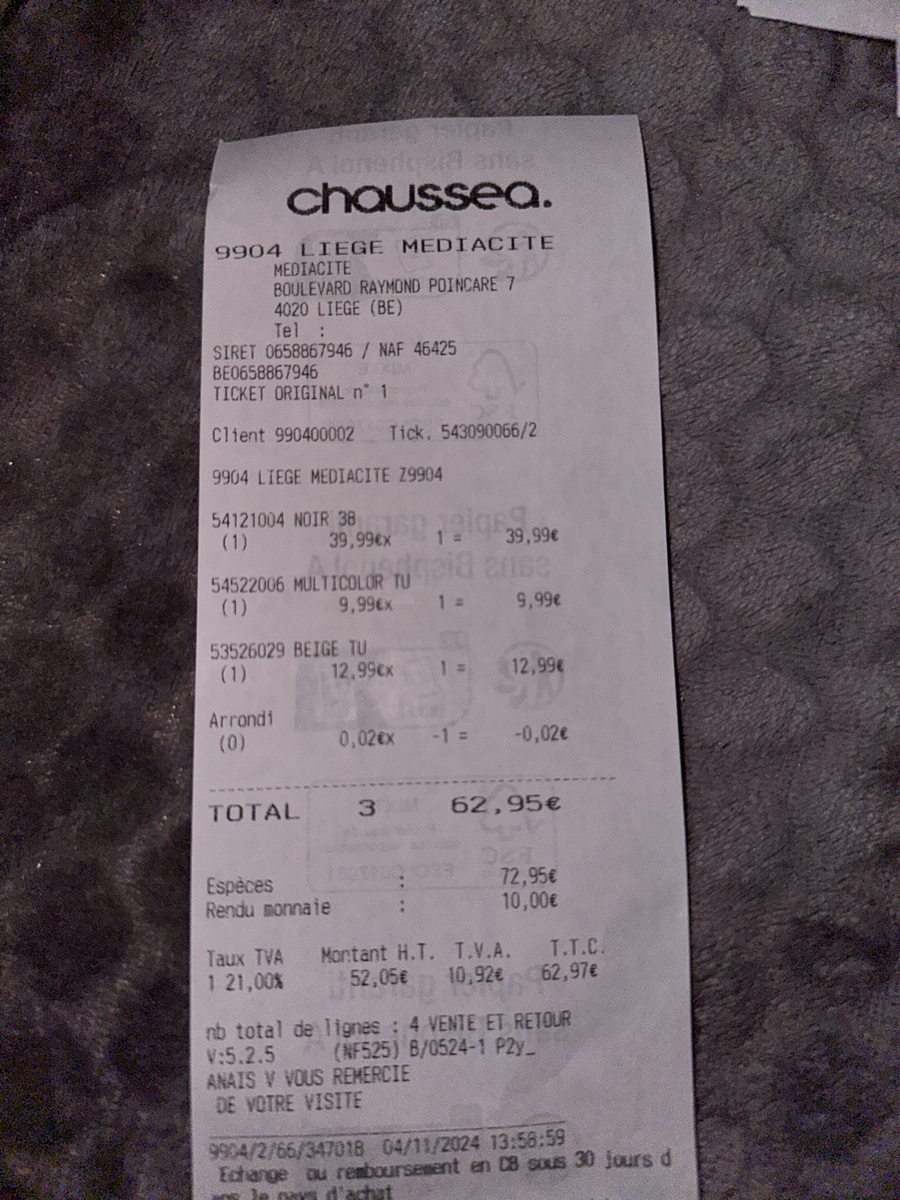 chaussea.
9904 LIEGE MEDIACITE
MEDIACITE
BOULEVARD RAYMOND POINCARE 7
4020 LIEGE (BE)
Tel :
SIRET 0658867946 / NAF 46425
BE0658867946
TICKET ORIGINAL n° 1
Client 990400002 Tick. 543090066/2
9904 LIEGE MEDIACITE Z9904
54121004 NOIR 38
(1) 39,99€x 1 = 39,99€
54522006 MULTICOLOR TU
(1) 9,99€x 1 = 9,99€
53526029 BEIGE TU
(1) 12,99€x 1 = 12,99€
Arrondi
(0) 0,02€x -1 = -0,02€
TOTAL 3 62,95€
Espèces : 72,95€
Rendu monnaie : 10,00€
Taux TVA Montant H.T. T.V.A. T.T.C.
1 21,00% 52,05€ 10,92€ 62,97€
nb total de lignes : 4 VENTE ET RETOUR
V:5.2.5 (NF525) B/0524-1 P2y_
ANAIS V VOUS REMERCIE
DE VOTRE VISITE
9904/2/66/347018 04/11/2024 13:58:59
Echange ou remboursement en CB sous 30 jours d
ans le pays d'achat